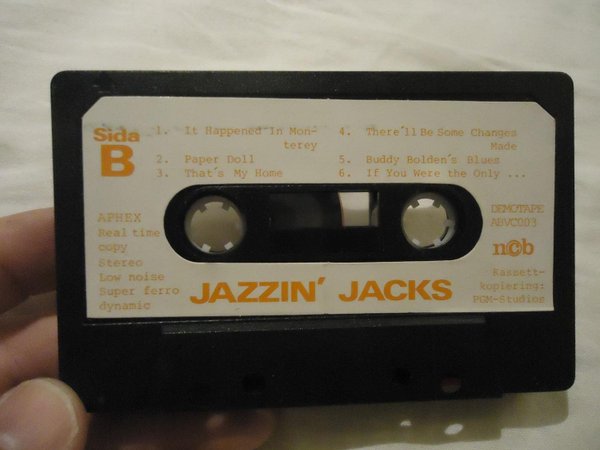 Sida
B
1. It Happened In Mon-
terey
2. Paper Doll
3. That's My Home
4. There'll Be Some Changes
Made
5. Buddy Bolden's Blues
6. If You Were the Only ...
APHEX
Real time
copy
Stereo
Low noise
Super ferro
dynamic
DEMOTAPE
ABVC003
n©b
Kassett-
kopiering:
PGM-Studios
JAZZIN' JACKS